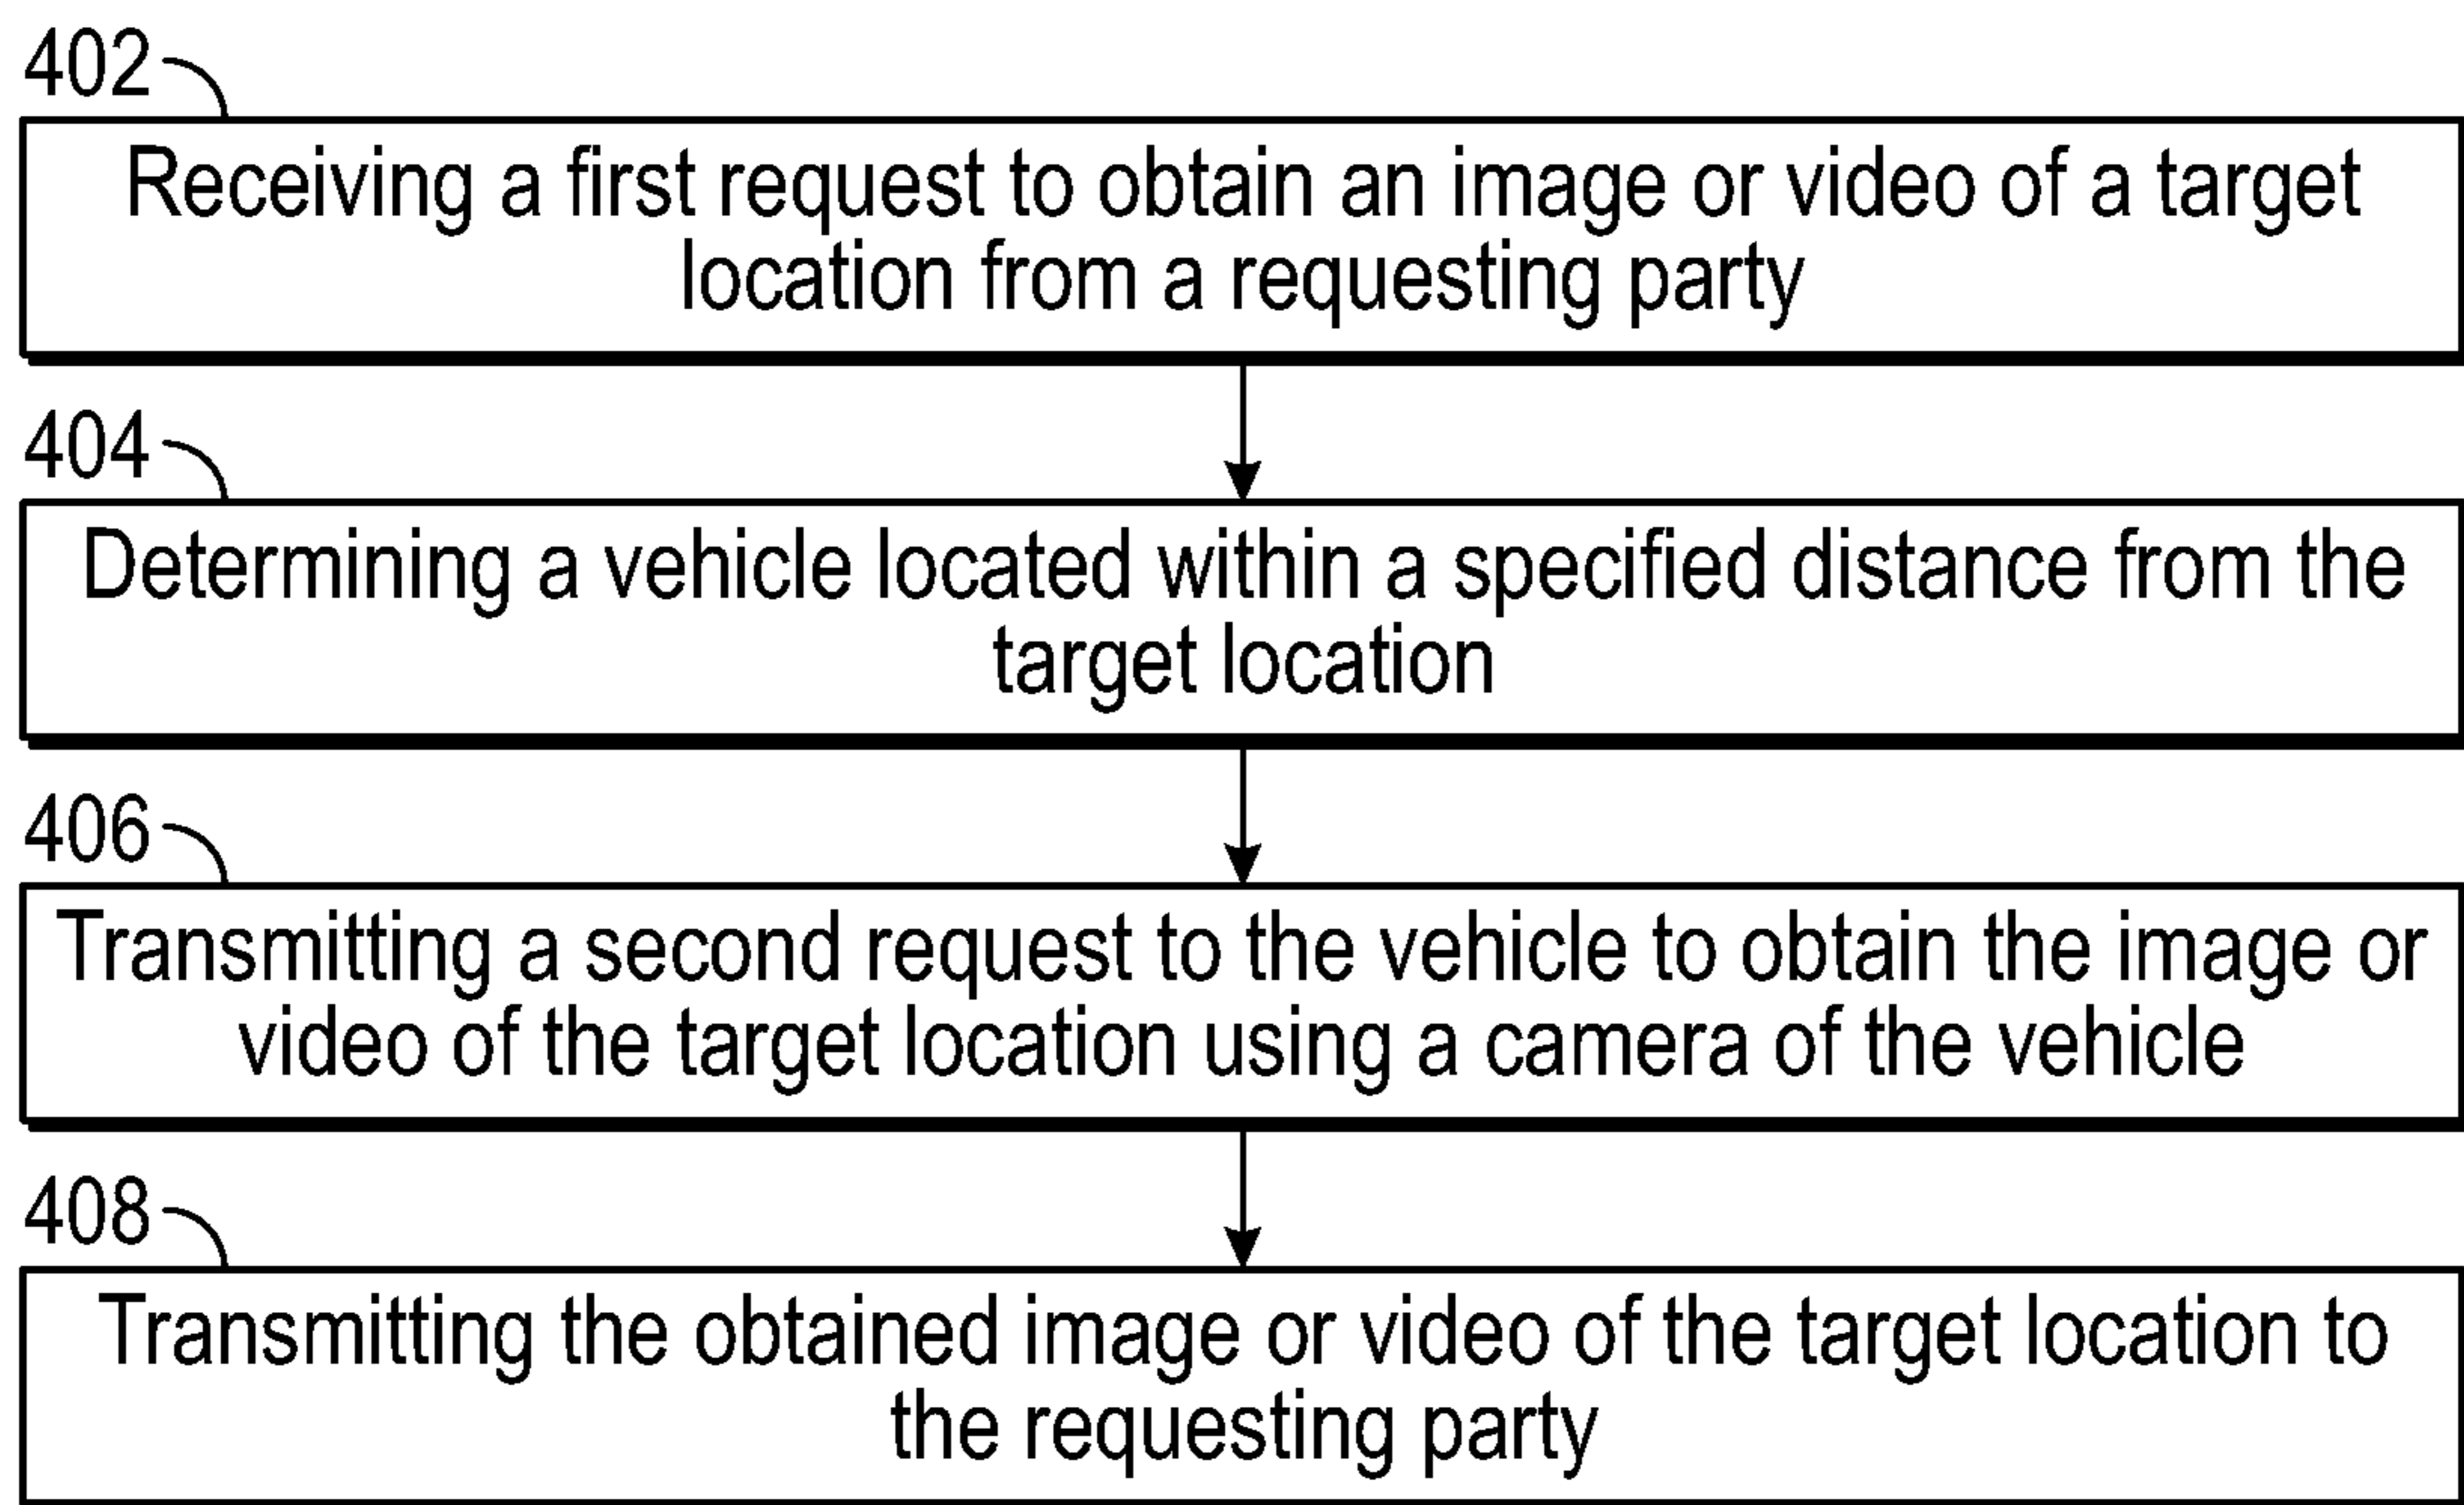 402
Receiving a first request to obtain an image or video of a target
location from a requesting party
404
Determining a vehicle located within a specified distance from the
target location
406
Transmitting a second request to the vehicle to obtain the image or
video of the target location using a camera of the vehicle
408
Transmitting the obtained image or video of the target location to
the requesting party